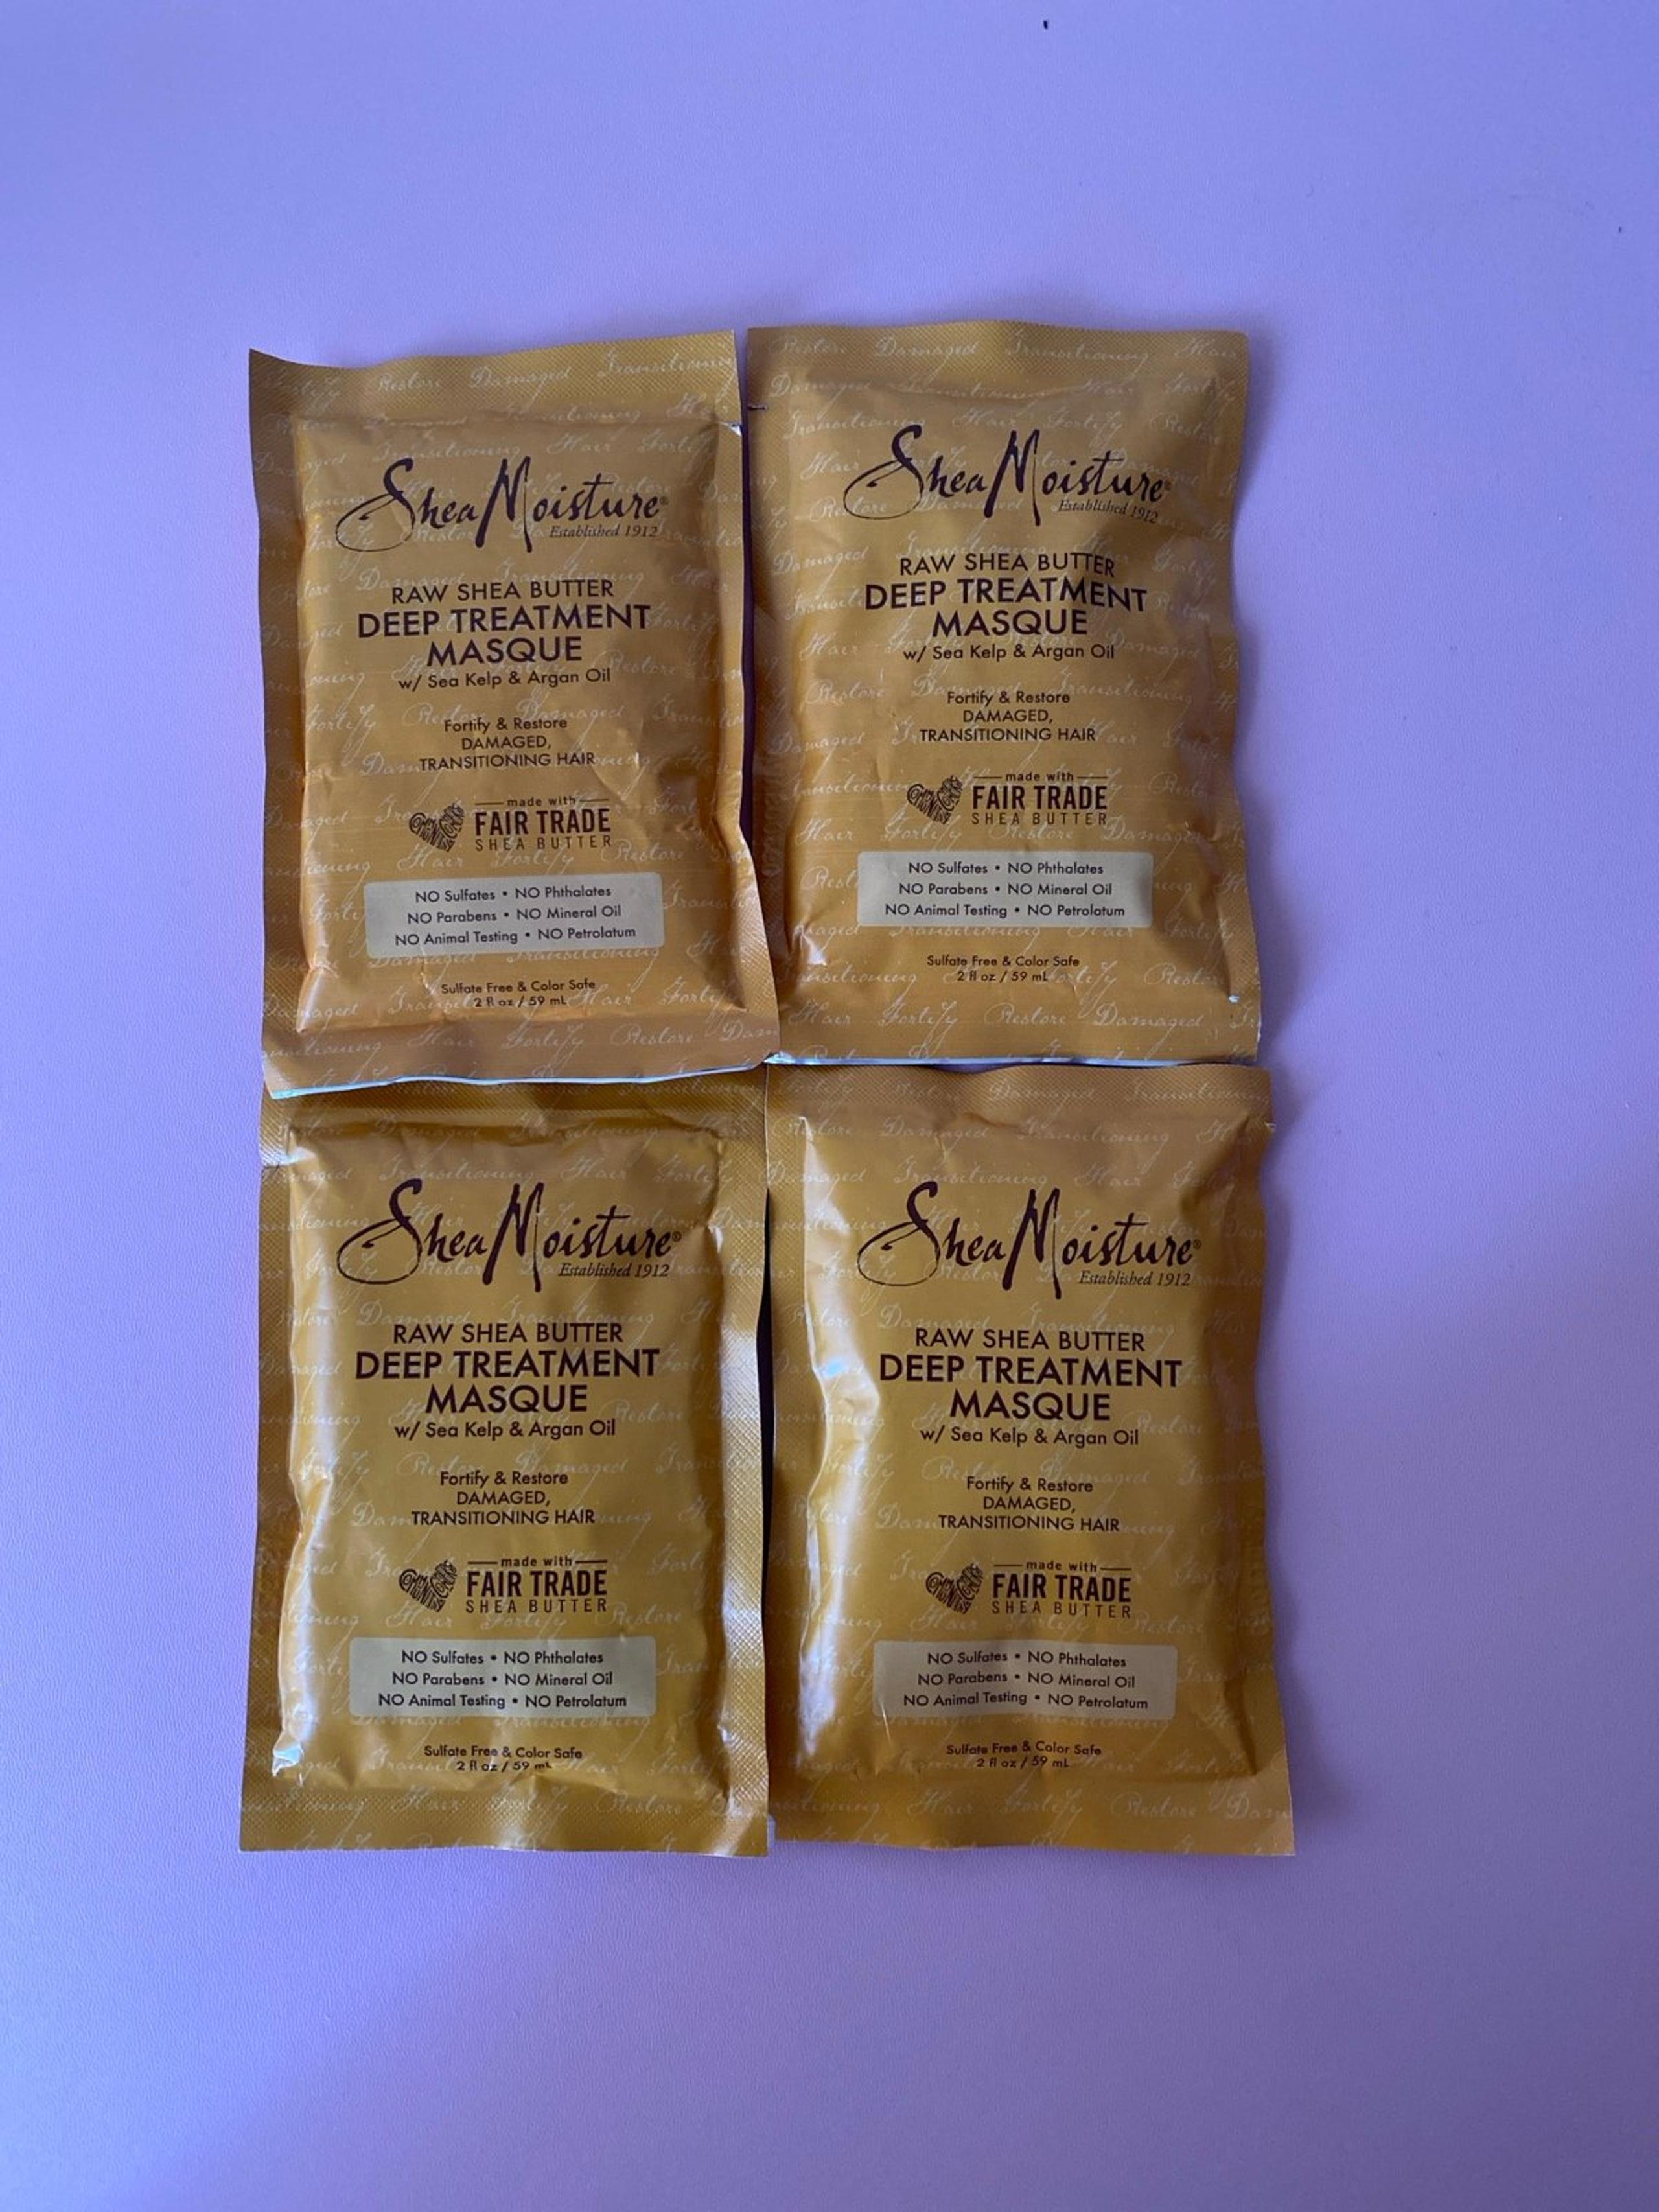 SheaMoisture®
Established 1912
RAW SHEA BUTTER
DEEP TREATMENT
MASQUE
w/ Sea Kelp & Argan Oil
Fortify & Restore
DAMAGED,
TRANSITIONING HAIR
made with
FAIR TRADE
SHEA BUTTER
NO Sulfates • NO Phthalates
NO Parabens • NO Mineral Oil
NO Animal Testing • NO Petrolatum
Sulfate Free & Color Safe
2 fl oz / 59 mL
SheaMoisture®
Established 1912
RAW SHEA BUTTER
DEEP TREATMENT
MASQUE
w/ Sea Kelp & Argan Oil
Fortify & Restore
DAMAGED,
TRANSITIONING HAIR
made with
FAIR TRADE
SHEA BUTTER
NO Sulfates • NO Phthalates
NO Parabens • NO Mineral Oil
NO Animal Testing • NO Petrolatum
Sulfate Free & Color Safe
2 fl oz / 59 mL
SheaMoisture®
Established 1912
RAW SHEA BUTTER
DEEP TREATMENT
MASQUE
w/ Sea Kelp & Argan Oil
Fortify & Restore
DAMAGED,
TRANSITIONING HAIR
made with
FAIR TRADE
SHEA BUTTER
NO Sulfates • NO Phthalates
NO Parabens • NO Mineral Oil
NO Animal Testing • NO Petrolatum
Sulfate Free & Color Safe
2 fl oz / 59 mL
SheaMoisture®
Established 1912
RAW SHEA BUTTER
DEEP TREATMENT
MASQUE
w/ Sea Kelp & Argan Oil
Fortify & Restore
DAMAGED,
TRANSITIONING HAIR
made with
FAIR TRADE
SHEA BUTTER
NO Sulfates • NO Phthalates
NO Parabens • NO Mineral Oil
NO Animal Testing • NO Petrolatum
Sulfate Free & Color Safe
2 fl oz / 59 mL